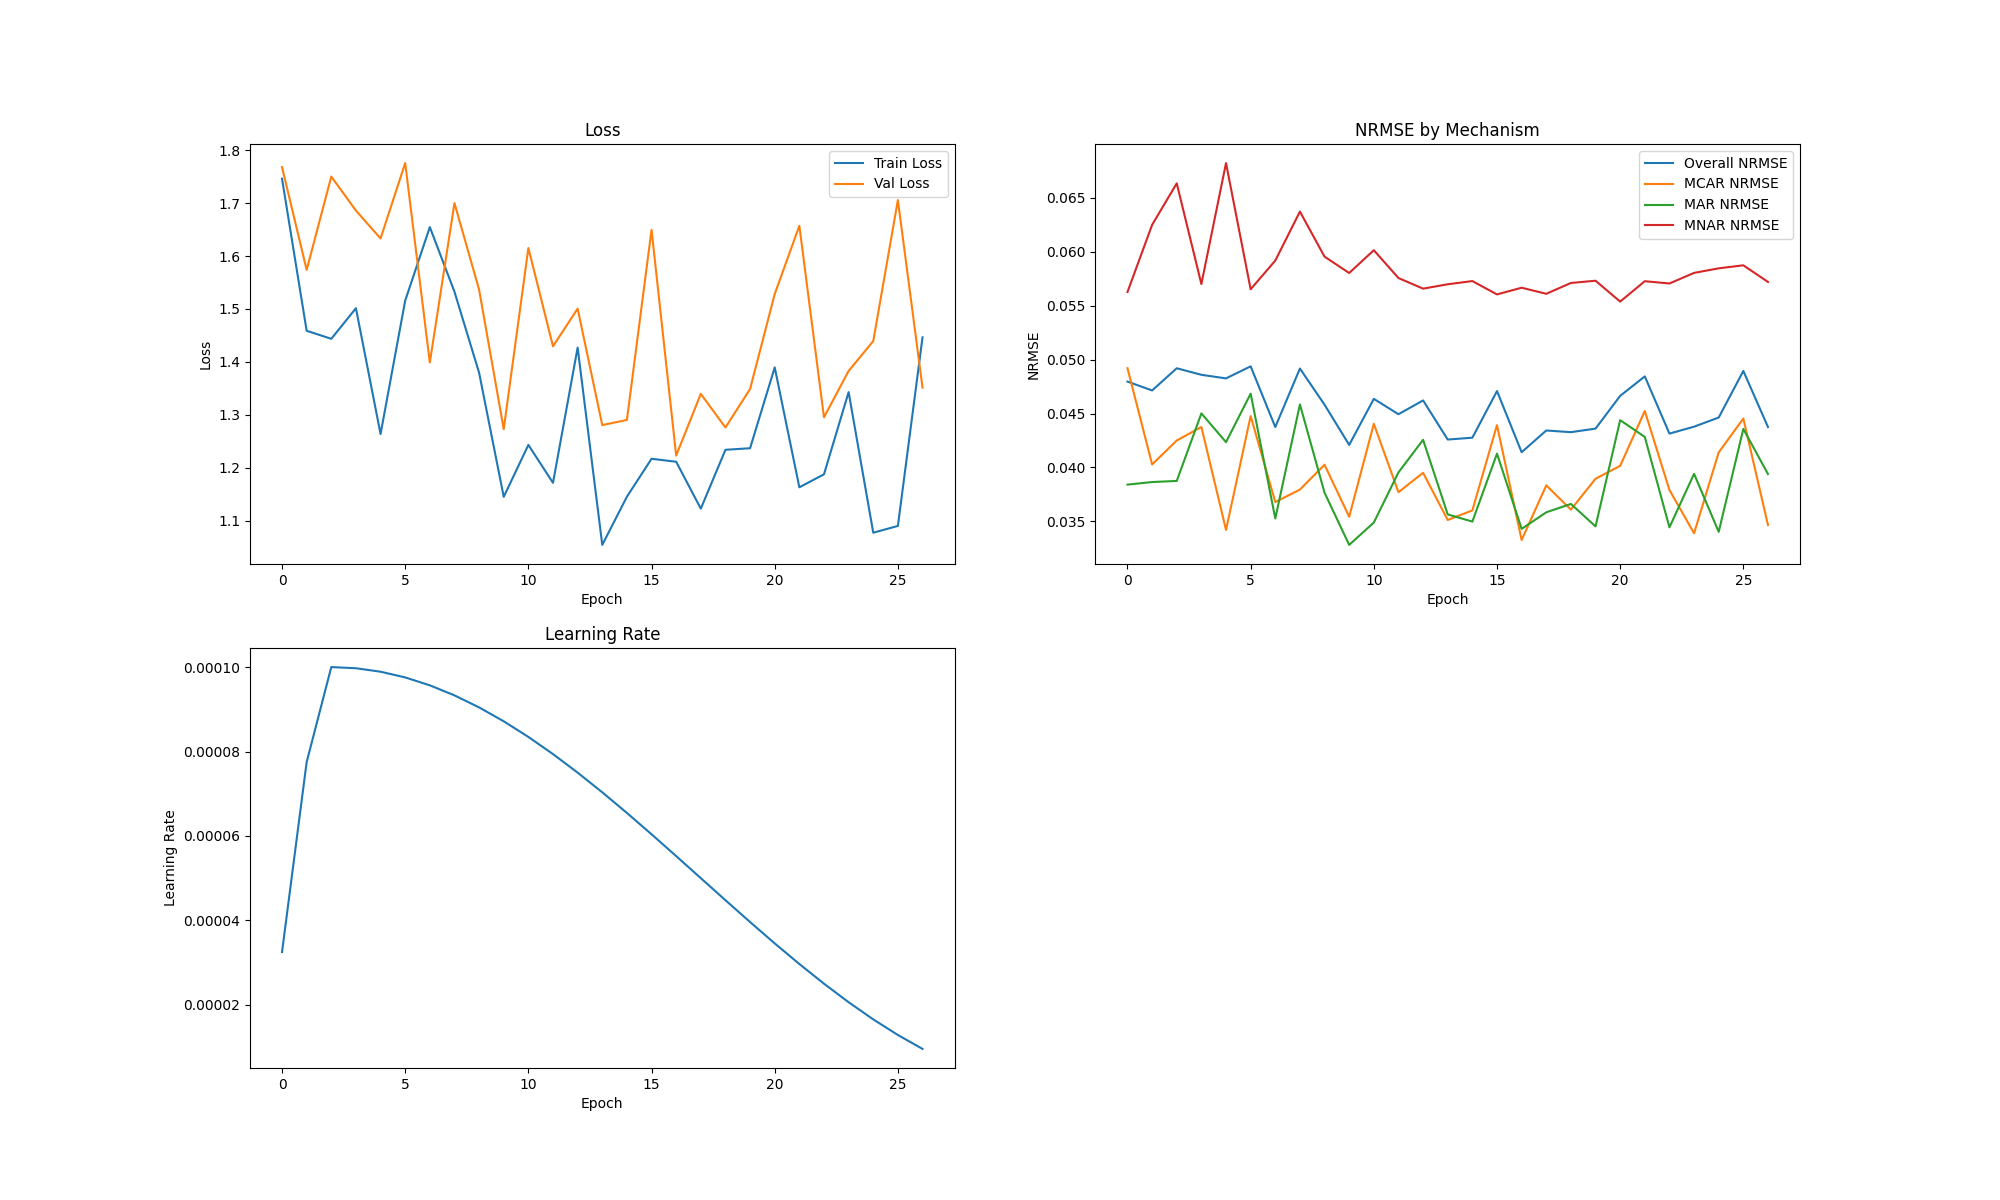 Loss
Loss
1.8
1.7
1.6
1.5
1.4
1.3
1.2
1.1
Train Loss
Val Loss
0 5 10 15 20 25
Epoch
NRMSE by Mechanism
NRMSE
0.065
0.060
0.055
0.050
0.045
0.040
0.035
Overall NRMSE
MCAR NRMSE
MAR NRMSE
MNAR NRMSE
0 5 10 15 20 25
Epoch
Learning Rate
Learning Rate
0.00010
0.00008
0.00006
0.00004
0.00002
0 5 10 15 20 25
Epoch